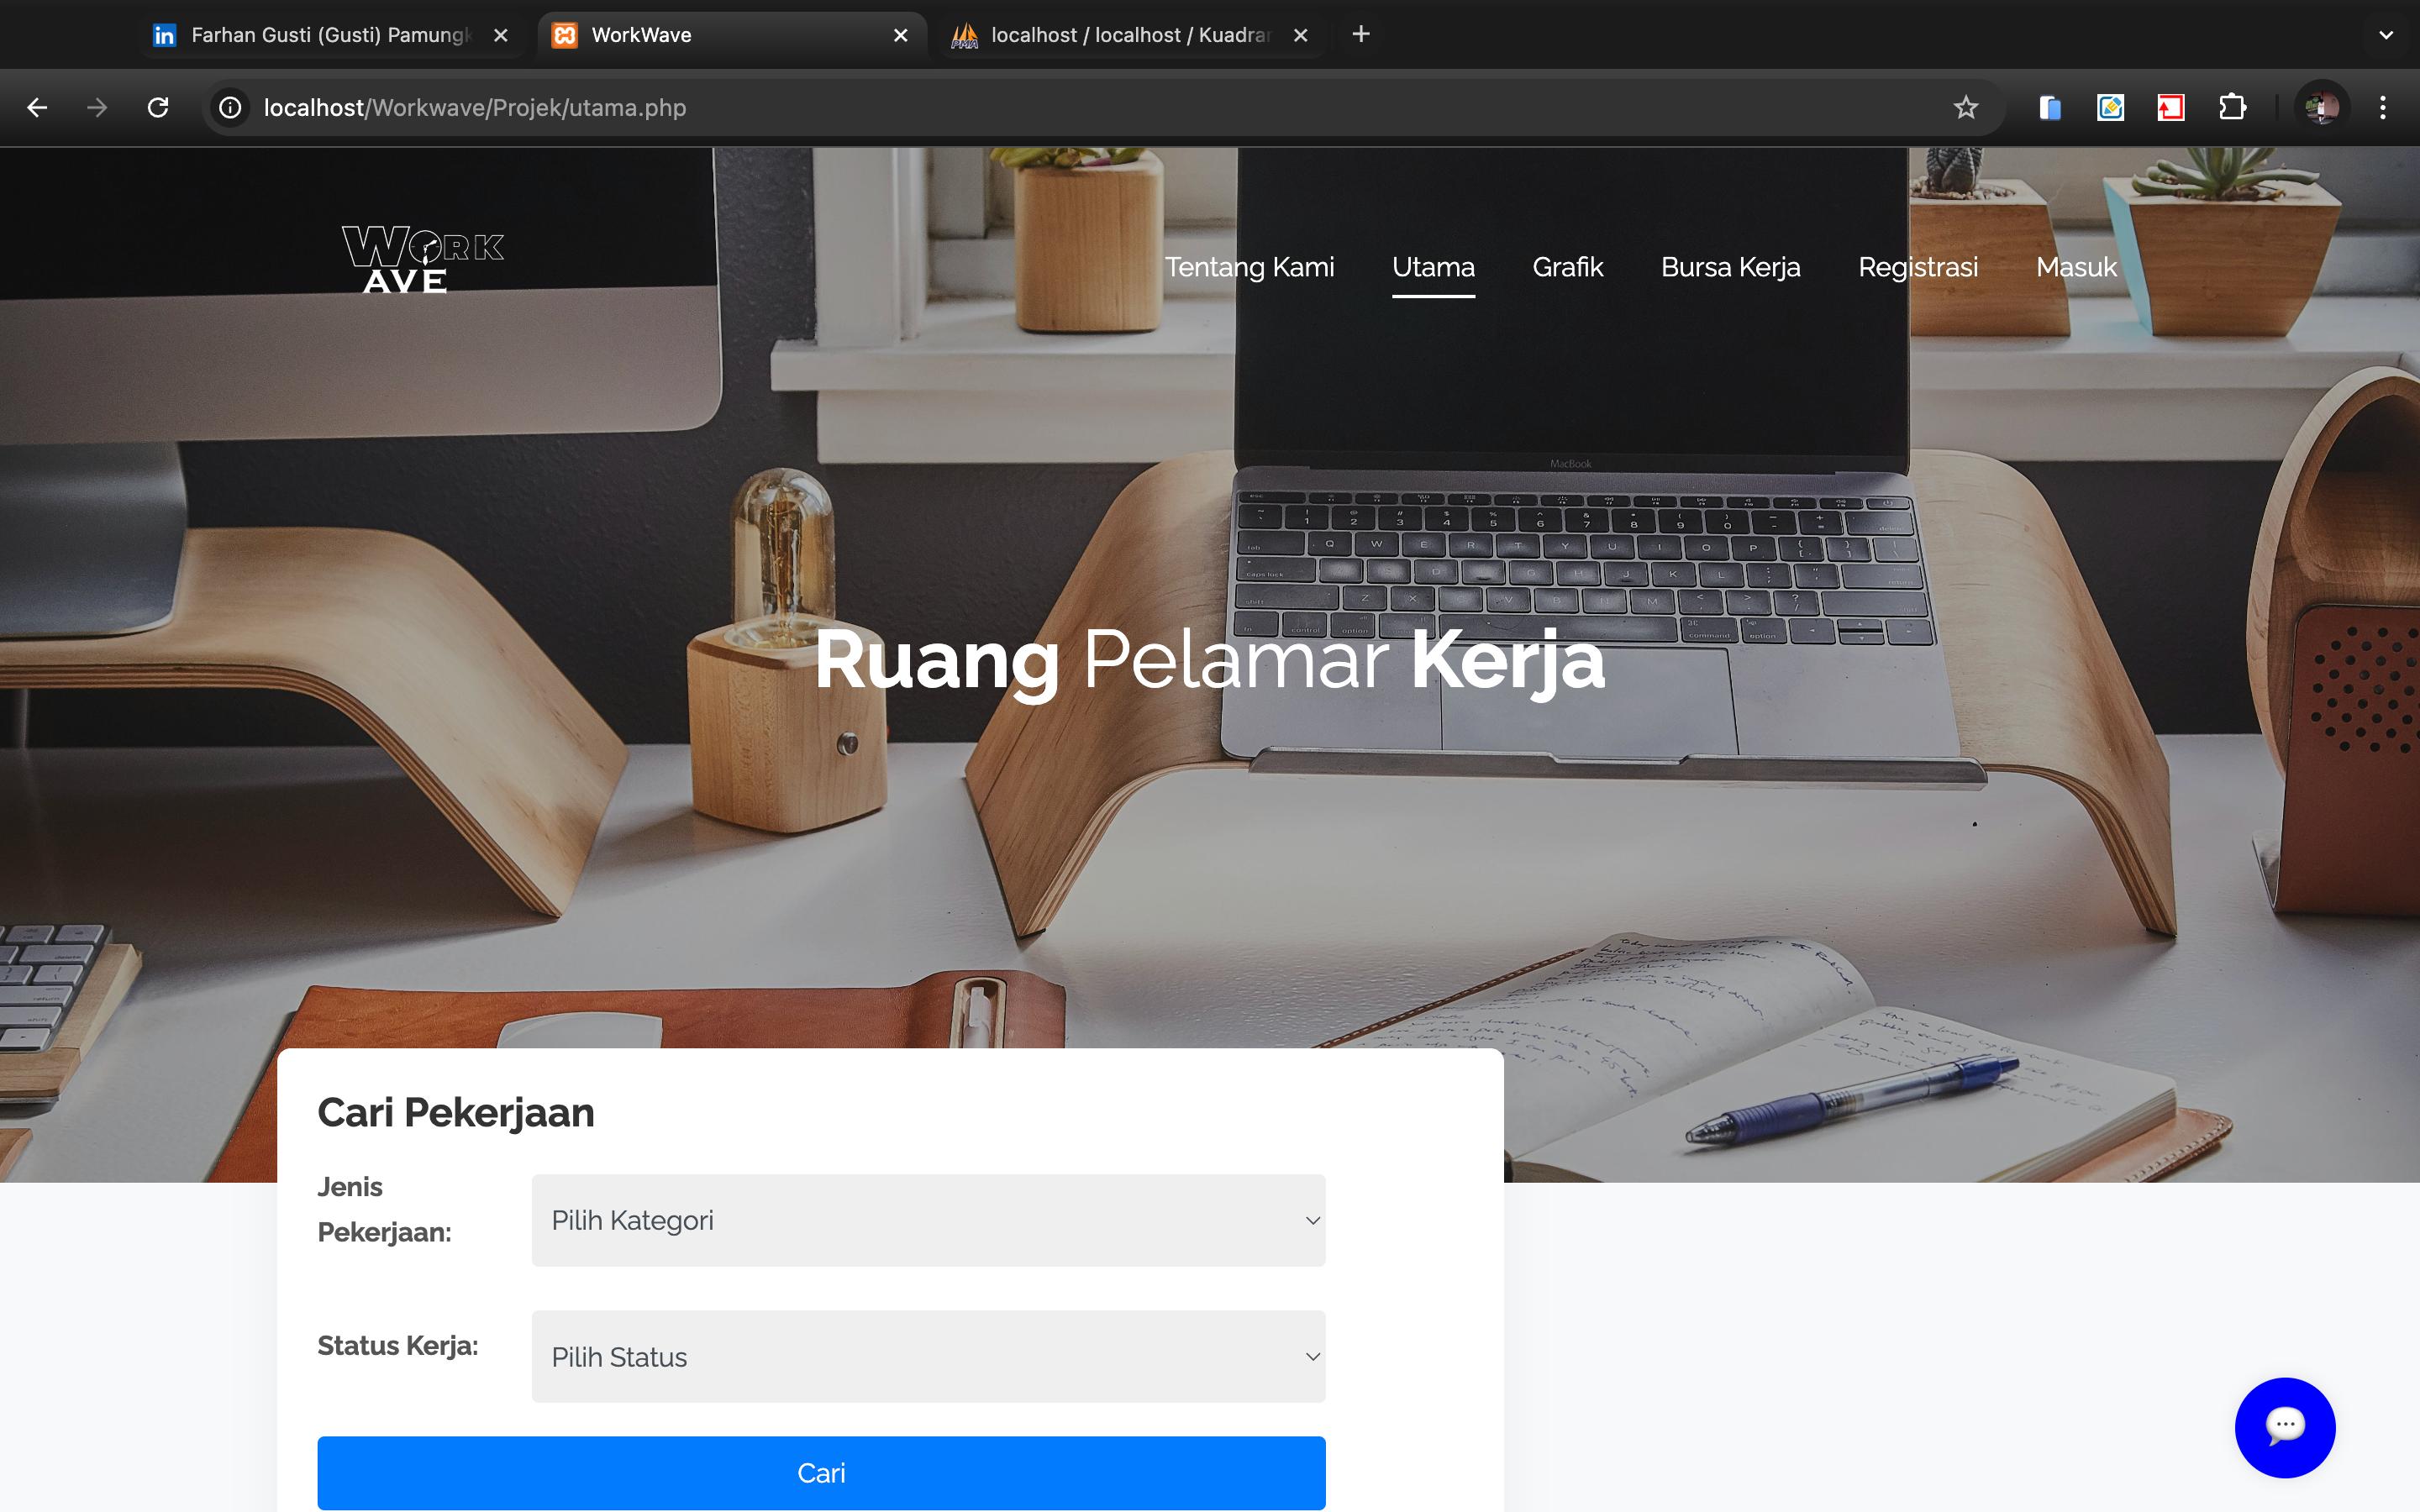 Farhan Gusti (Gusti) Pamungk
WorkWave
localhost / localhost / Kuadrar
localhost/Workwave/Projek/utama.php
WORK
AVE
Tentang Kami
Utama
Grafik
Bursa Kerja
Registrasi
Masuk
MacBook
Ruang Pelamar Kerja
Cari Pekerjaan
Jenis
Pekerjaan:
Pilih Kategori
Status Kerja:
Pilih Status
Cari